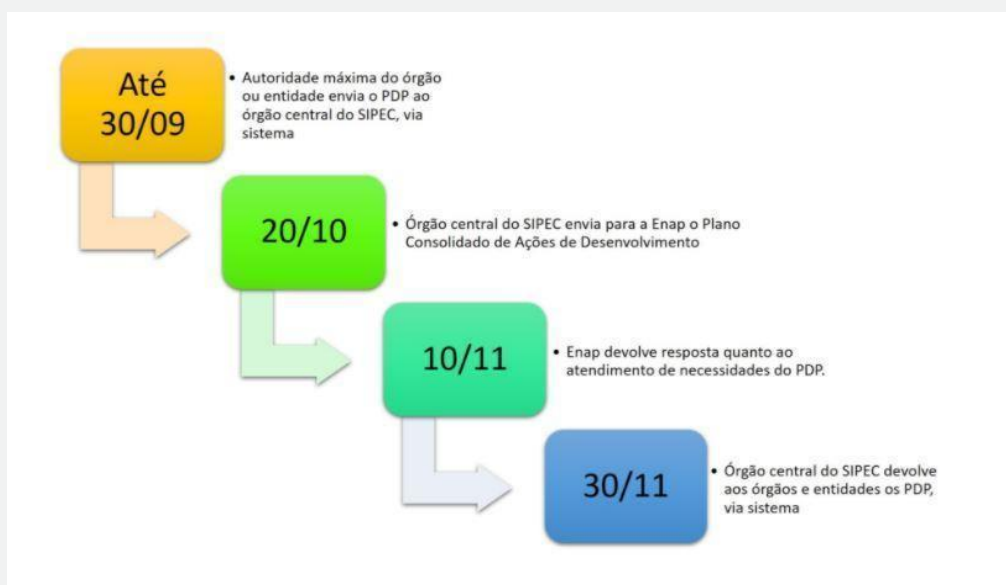 Até
30/09
• Autoridade máxima do órgão
ou entidade envia o PDP ao
órgão central do SIPEC, via
sistema
20/10
• Órgão central do SIPEC envia para a Enap o Plano
Consolidado de Ações de Desenvolvimento
10/11
• Enap devolve resposta quanto ao
atendimento de necessidades do PDP.
30/11
• Órgão central do SIPEC devolve
aos órgãos e entidades os PDP,
via sistema